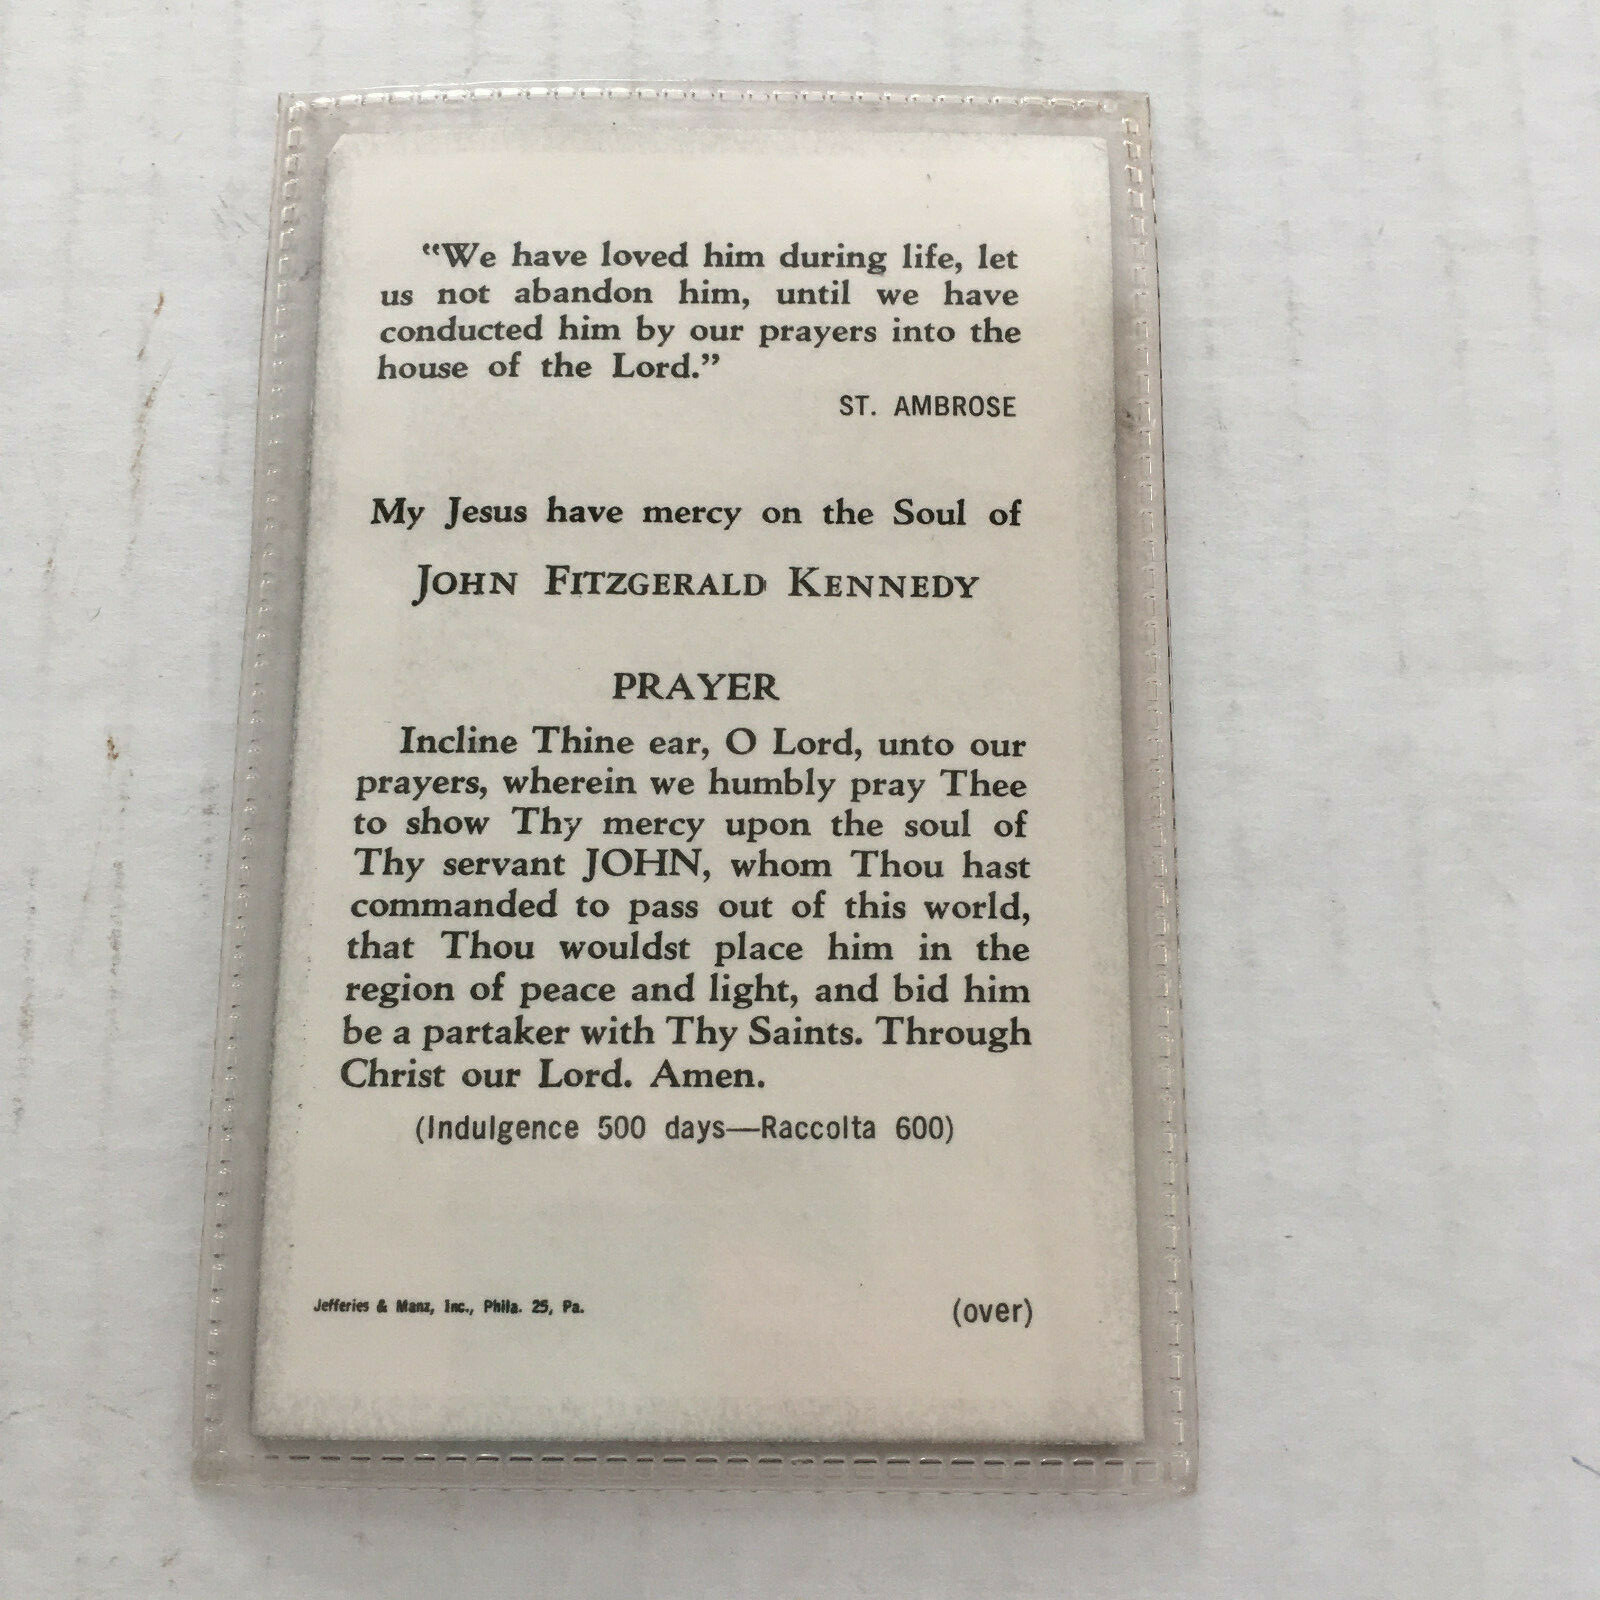 “We have loved him during life, let
us not abandon him, until we have
conducted him by our prayers into the
house of the Lord.”
ST. AMBROSE
My Jesus have mercy on the Soul of
JOHN FITZGERALD KENNEDY
PRAYER
Incline Thine ear, O Lord, unto our
prayers, wherein we humbly pray Thee
to show Thy mercy upon the soul of
Thy servant JOHN, whom Thou hast
commanded to pass out of this world,
that Thou wouldst place him in the
region of peace and light, and bid him
be a partaker with Thy Saints. Through
Christ our Lord. Amen.
(Indulgence 500 days—Raccolta 600)
Jefferies & Manz, Inc., Phila. 25, Pa.
(over)